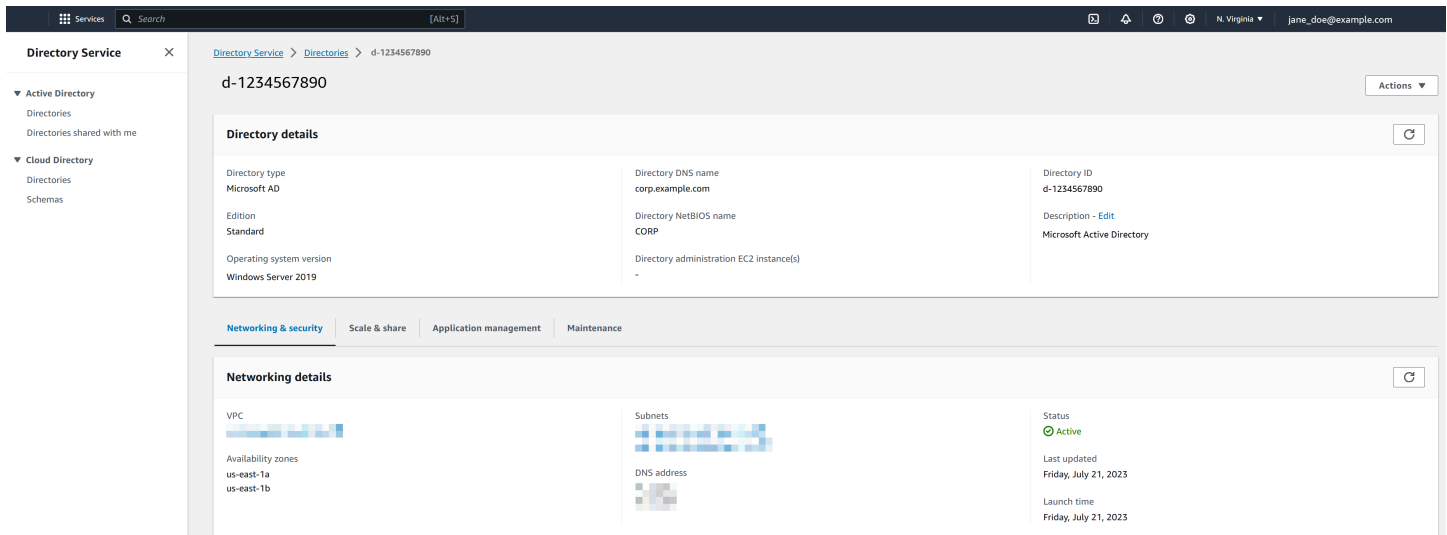 Services
Search [Alt+S]
N. Virginia ▼
jane_doe@example.com
Directory Service
Active Directory
Directories
Directories shared with me
Cloud Directory
Directories
Schemas
Directory Service > Directories > d-1234567890
d-1234567890
Actions ▼
Directory details
Directory type
Microsoft AD
Edition
Standard
Operating system version
Windows Server 2019
Directory DNS name
corp.example.com
Directory NetBIOS name
CORP
Directory administration EC2 instance(s)
-
Directory ID
d-1234567890
Description - Edit
Microsoft Active Directory
Networking & security
Scale & share
Application management
Maintenance
Networking details
VPC
Availability zones
us-east-1a
us-east-1b
Subnets
DNS address
Status
Active
Last updated
Friday, July 21, 2023
Launch time
Friday, July 21, 2023